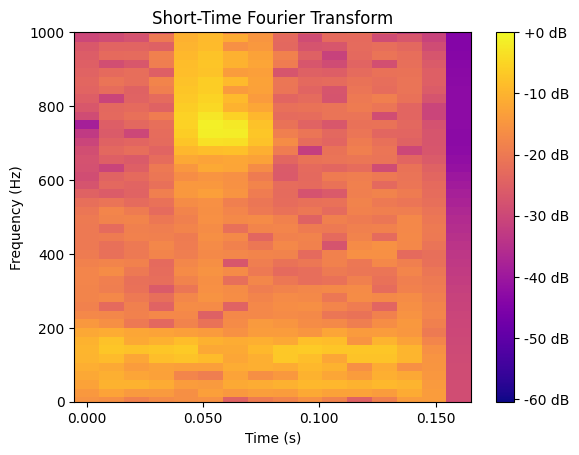 Short-Time Fourier Transform
1000
800
600
400
200
0
Frequency (Hz)
0.000
0.050
0.100
0.150
Time (s)
+0 dB
-10 dB
-20 dB
-30 dB
-40 dB
-50 dB
-60 dB